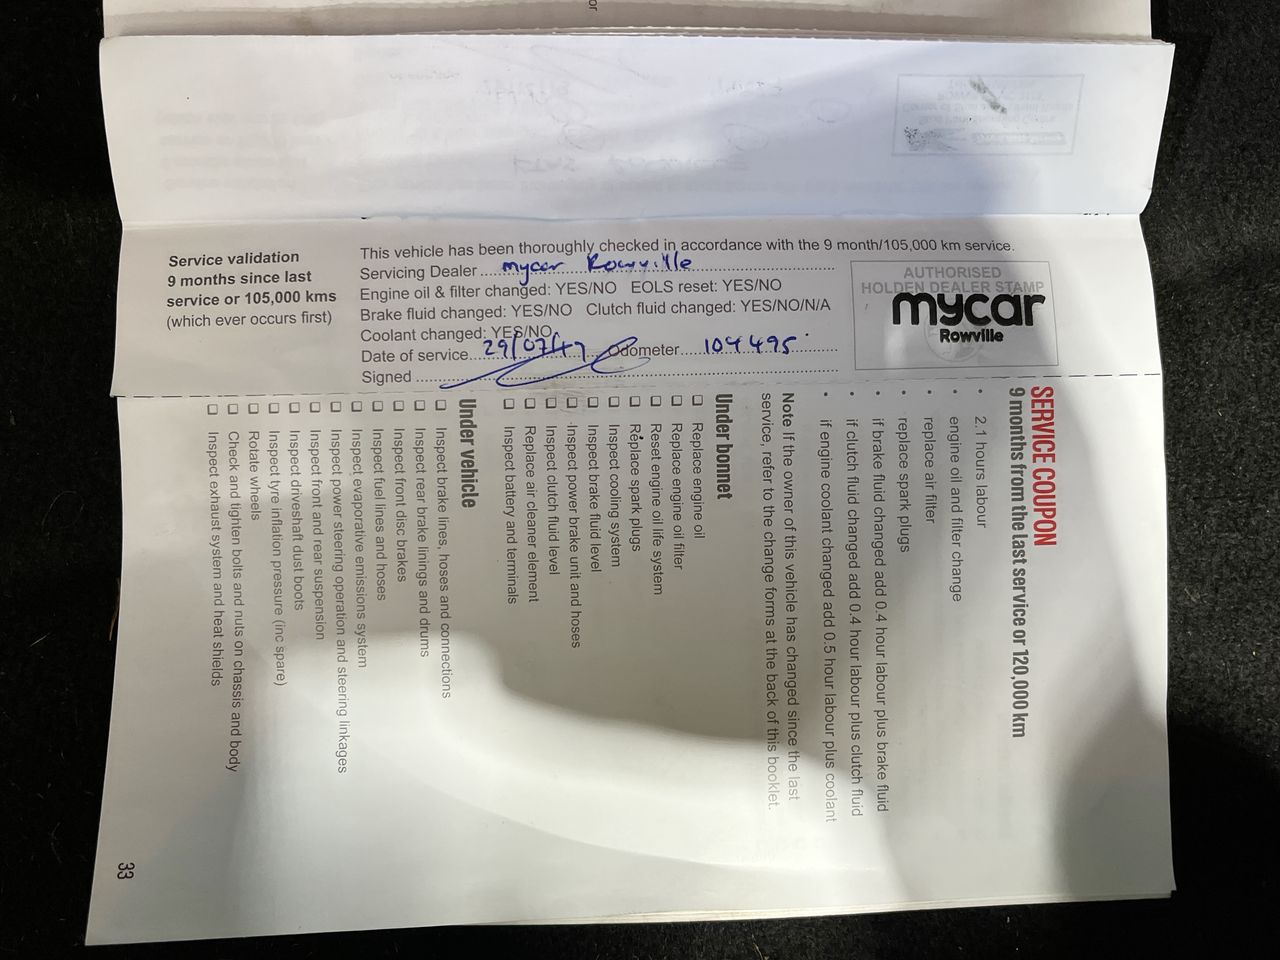 Service validation
9 months since last
service or 105,000 kms
(which ever occurs first)
This vehicle has been thoroughly checked in accordance with the 9 month/105,000 km service.
Servicing Dealer mycar Rowville
Engine oil & filter changed: YES/NO EOLS reset: YES/NO
Brake fluid changed: YES/NO Clutch fluid changed: YES/NO/N/A
Coolant changed: YES/NO
Date of service 29/07/ Odometer 104495
Signed
AUTHORISED
HOLDEN DEALER STAMP
mycar
Rowville
SERVICE COUPON
9 months from the last service or 120,000 km
• 2.1 hours labour
• engine oil and filter change
• replace air filter
• replace spark plugs
• if brake fluid changed add 0.4 hour labour plus brake fluid
• if clutch fluid changed add 0.4 hour labour plus clutch fluid
• if engine coolant changed add 0.5 hour labour plus coolant
Note If the owner of this vehicle has changed since the last
service, refer to the change forms at the back of this booklet.
Under bonnet
❑ Replace engine oil
❑ Replace engine oil filter
❑ Reset engine oil life system
❑ Replace spark plugs
❑ Inspect cooling system
❑ Inspect brake fluid level
❑ Inspect power brake unit and hoses
❑ Inspect clutch fluid level
❑ Replace air cleaner element
❑ Inspect battery and terminals
Under vehicle
❑ Inspect brake lines, hoses and connections
❑ Inspect rear brake linings and drums
❑ Inspect front disc brakes
❑ Inspect fuel lines and hoses
❑ Inspect evaporative emissions system
❑ Inspect power steering operation and steering linkages
❑ Inspect front and rear suspension
❑ Inspect driveshaft dust boots
❑ Inspect tyre inflation pressure (inc spare)
❑ Rotate wheels
❑ Check and tighten bolts and nuts on chassis and body
❑ Inspect exhaust system and heat shields
33